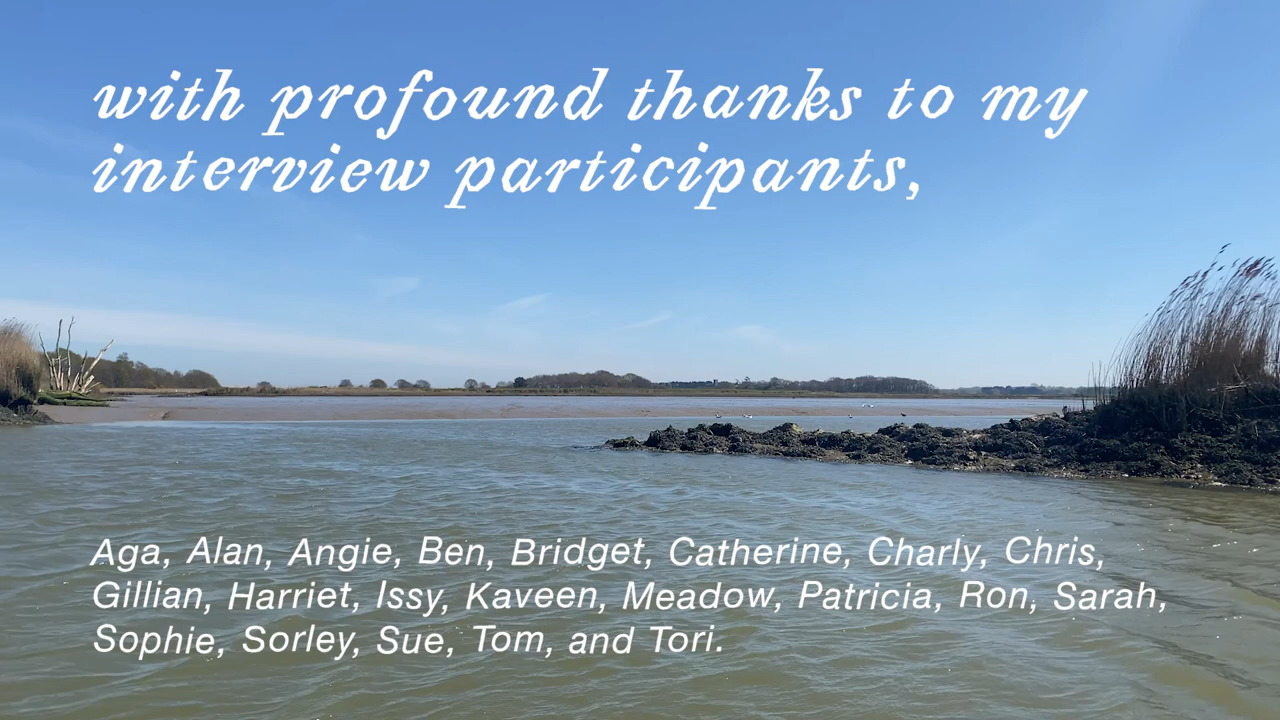 with profound thanks to my
interview participants,
Aga, Alan, Angie, Ben, Bridget, Catherine, Charly, Chris,
Gillian, Harriet, Issy, Kaveen, Meadow, Patricia, Ron, Sarah,
Sophie, Sorley, Sue, Tom, and Tori.